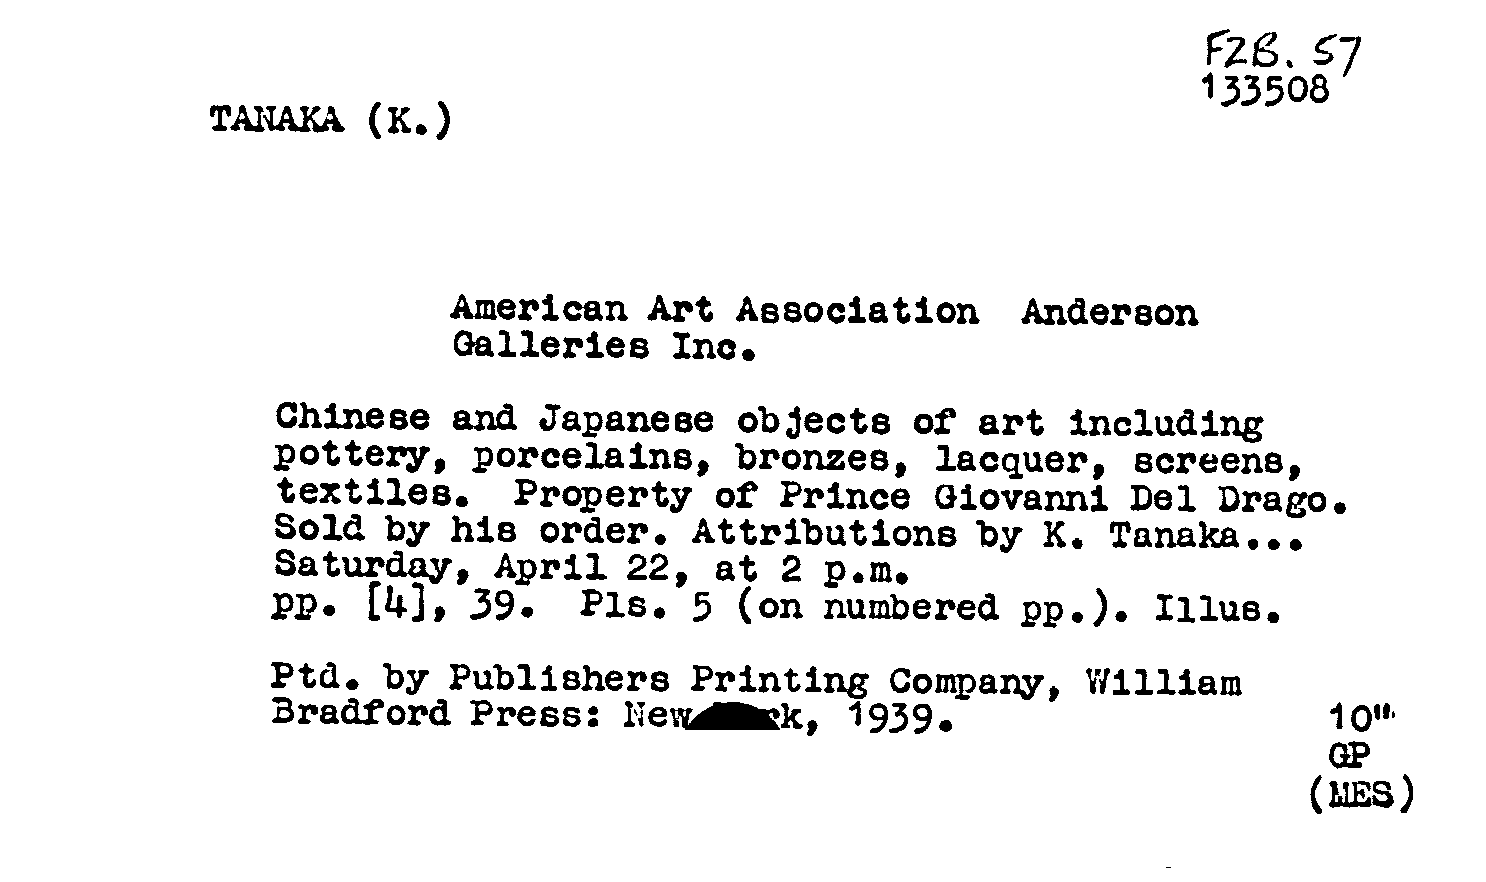 F2B. 57
133508
TANAKA (K.)
American Art Association Anderson
Galleries Inc.
Chinese and Japanese objects of art including
pottery, porcelains, bronzes, lacquer, screens,
textiles. Property of Prince Giovanni Del Drago.
Sold by his order. Attributions by K. Tanaka...
Saturday, April 22, at 2 p.m.
pp. [4], 39. Pls. 5 (on numbered pp.). Illus.
Ptd. by Publishers Printing Company, William
Bradford Press: New k, 1939.
10"
GP
(MES)